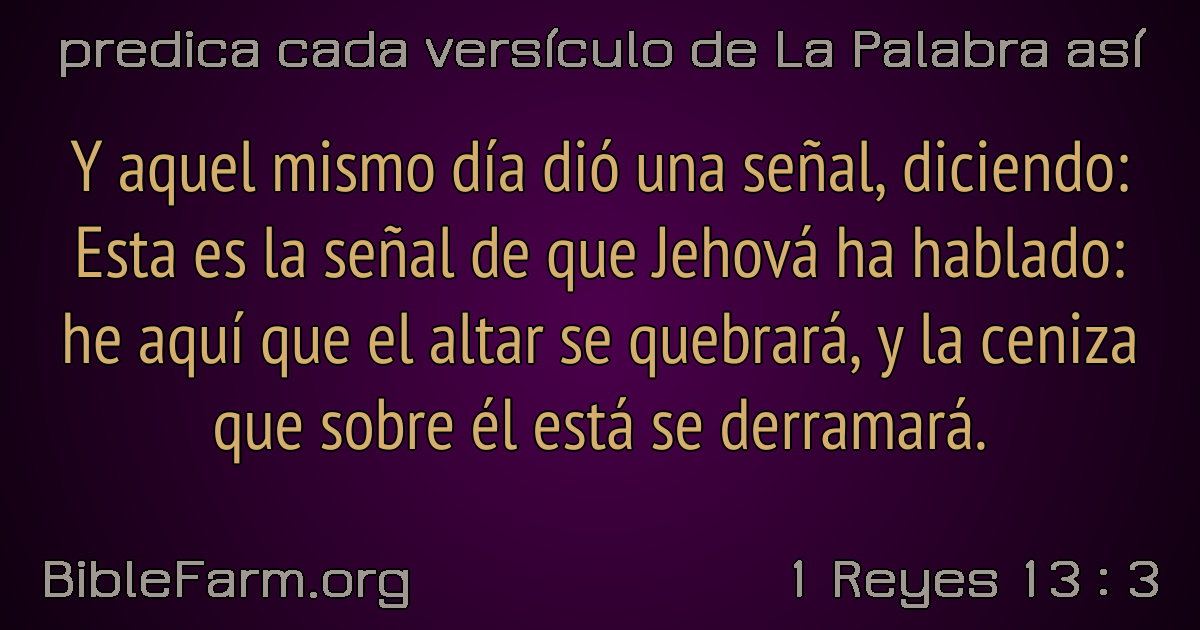 predica cada versículo de La Palabra así
Y aquel mismo día dió una señal, diciendo:
Esta es la señal de que Jehová ha hablado:
he aquí que el altar se quebrará, y la ceniza
que sobre él está se derramará.
BibleFarm.org
1 Reyes 13 : 3